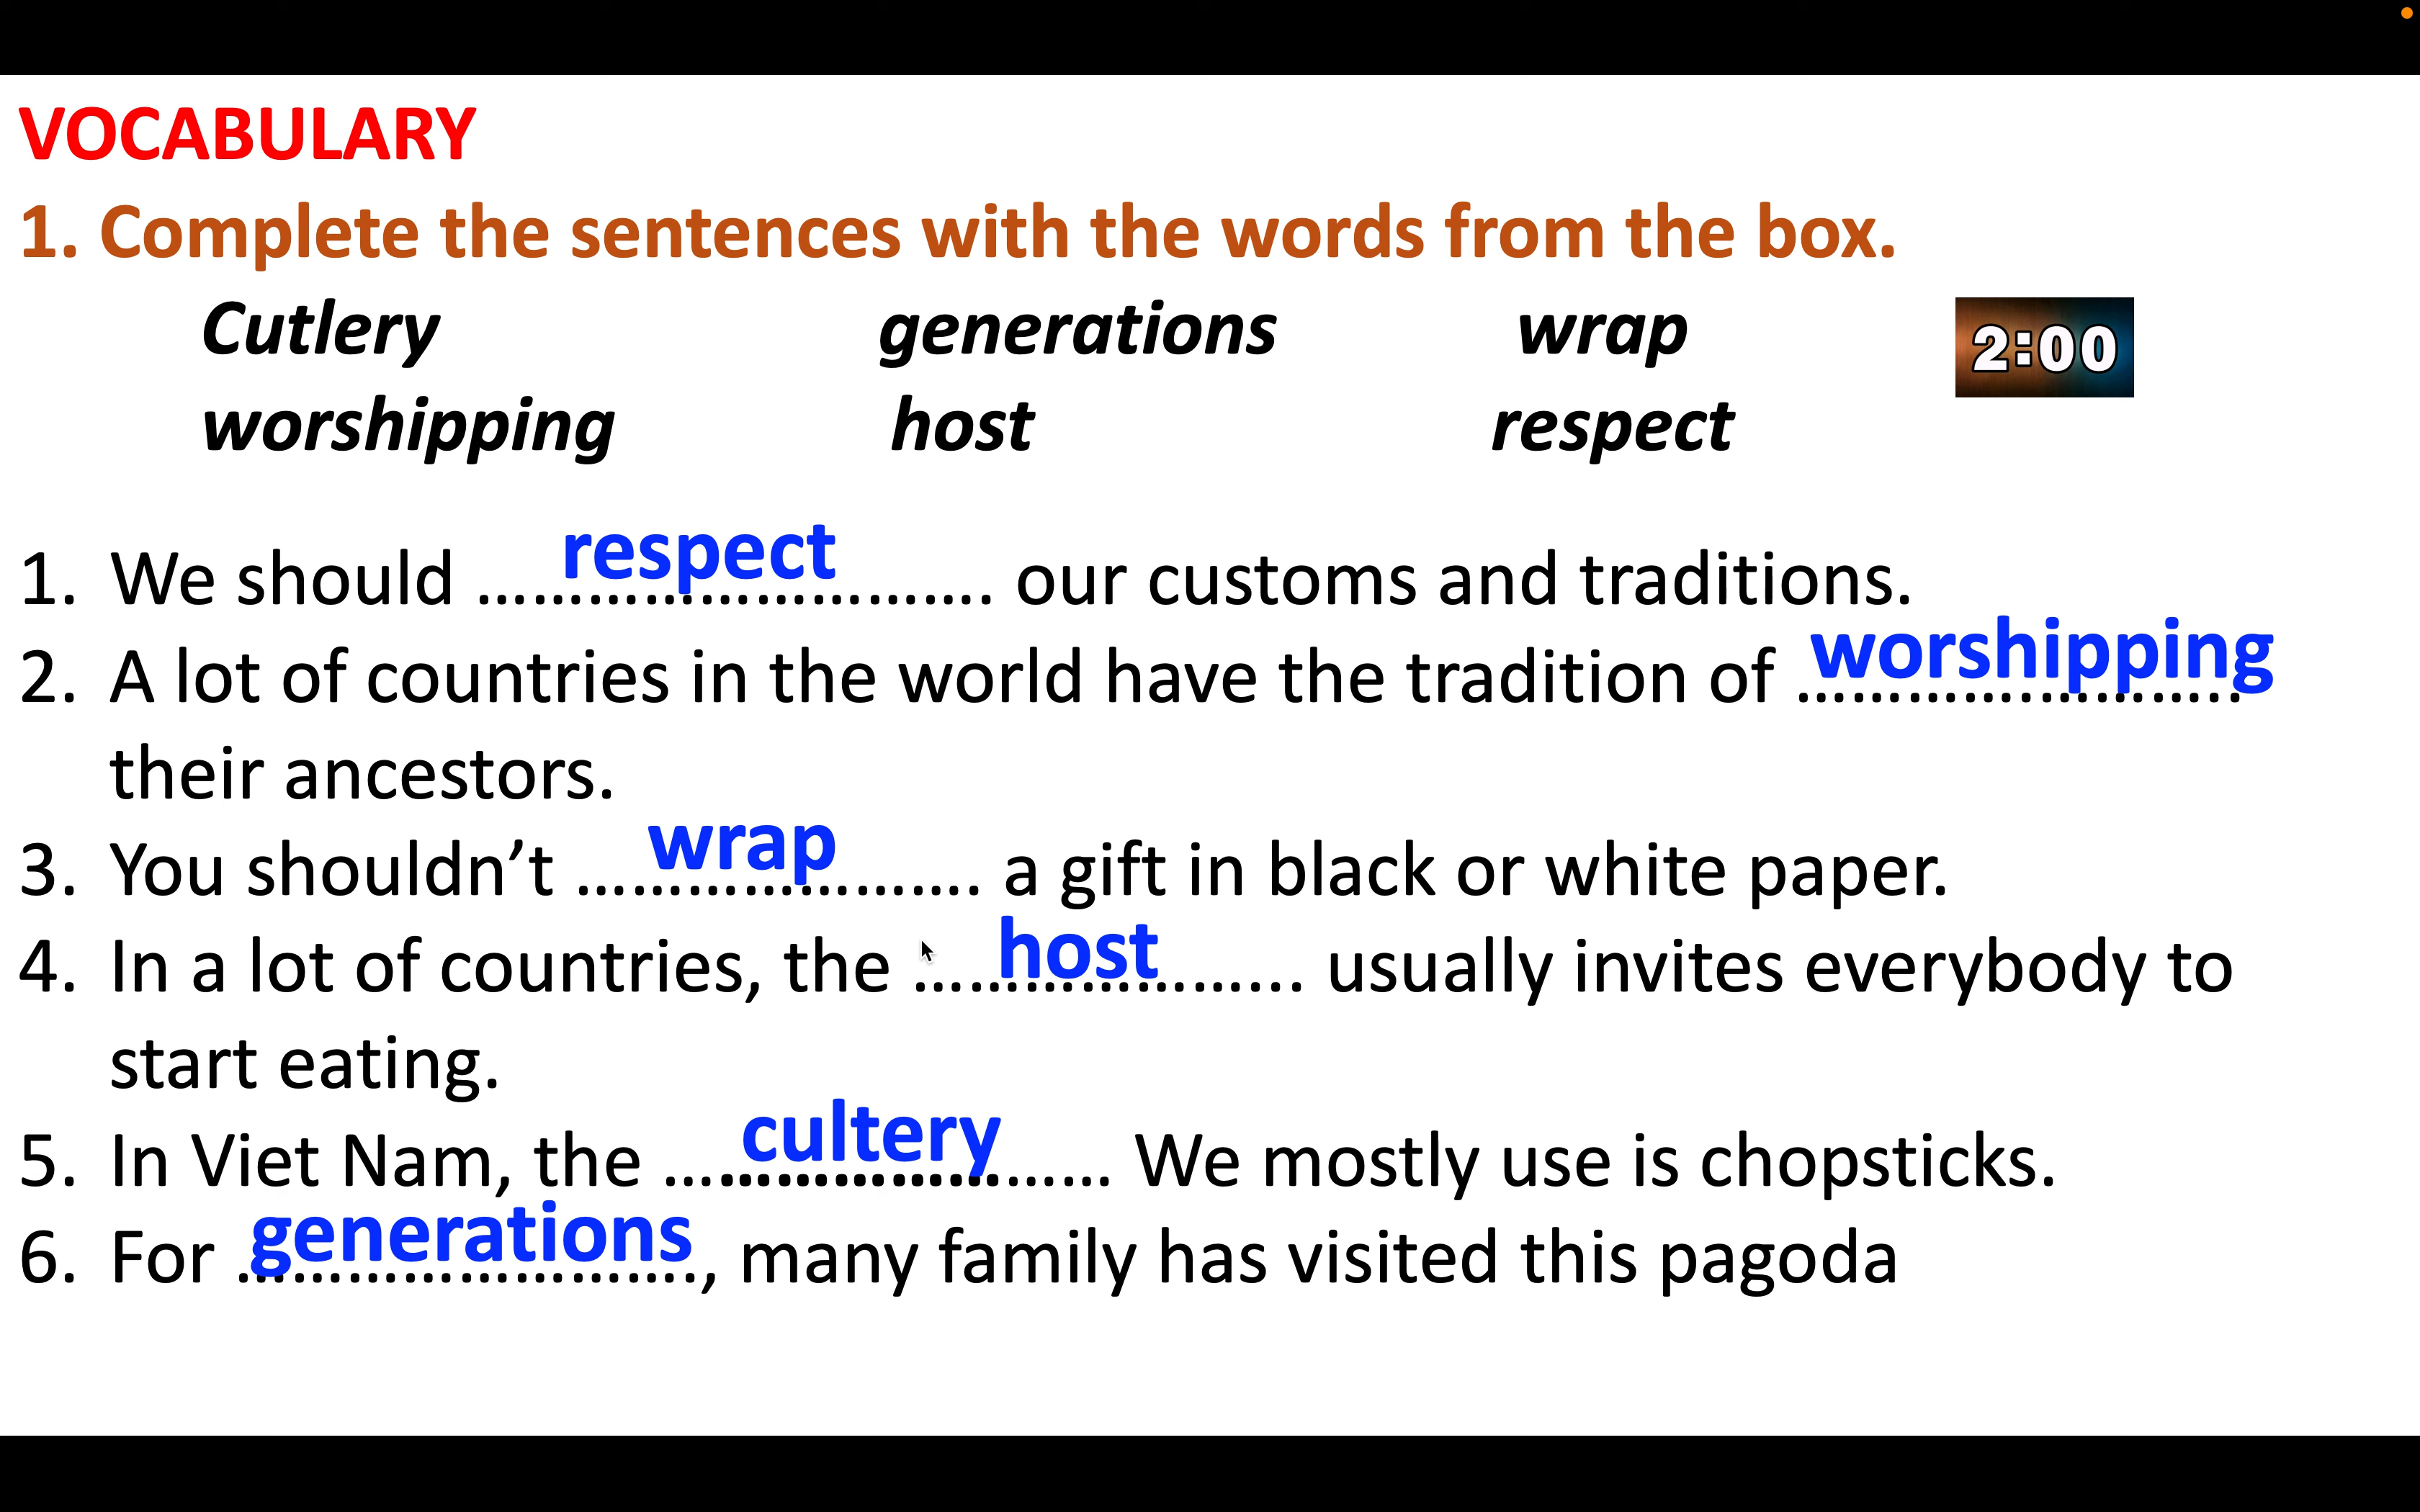 VOCABULARY
1. Complete the sentences with the words from the box.
Cutlery generations wrap
2:00
worshipping host respect
1. We should respect ............................ our customs and traditions.
2. A lot of countries in the world have the tradition of worshipping ........................
their ancestors.
3. You shouldn’t wrap ...................... a gift in black or white paper.
4. In a lot of countries, the host ..................... usually invites everybody to
start eating.
5. In Viet Nam, the cultery ........................ We mostly use is chopsticks.
6. For generations ........................., many family has visited this pagoda